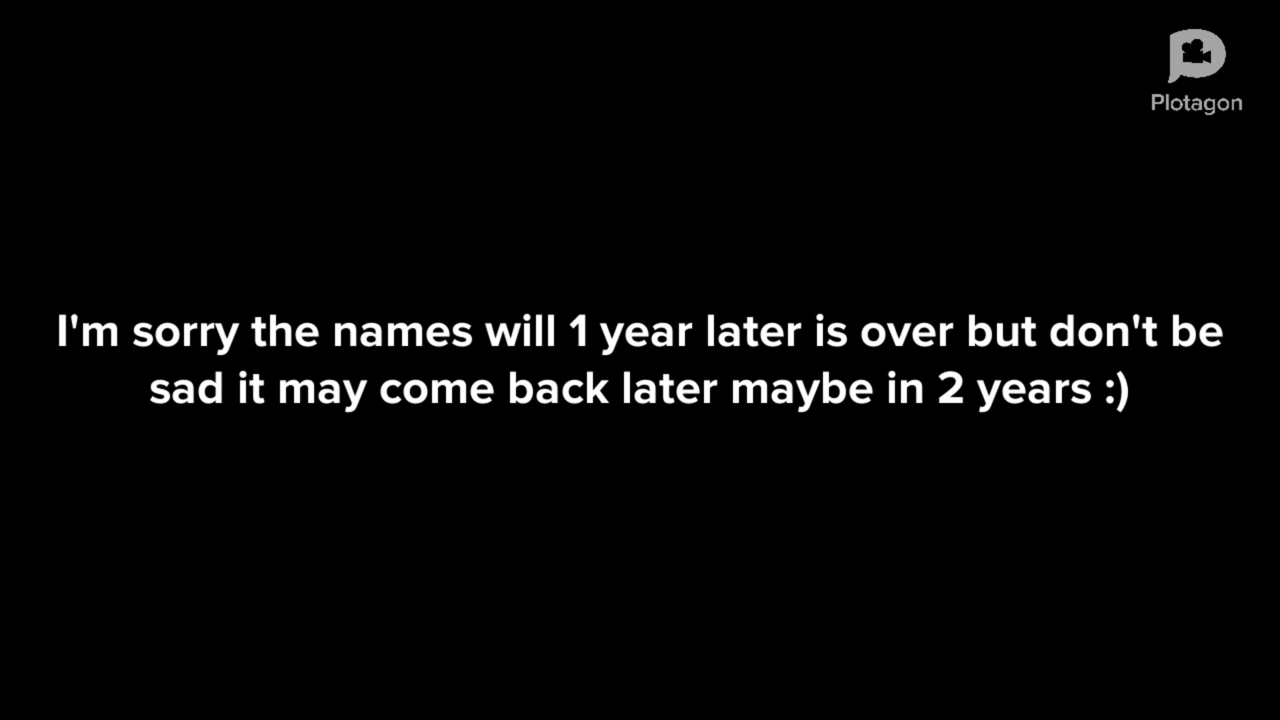 Plotagon
I'm sorry the names will 1 year later is over but don't be
sad it may come back later maybe in 2 years :)